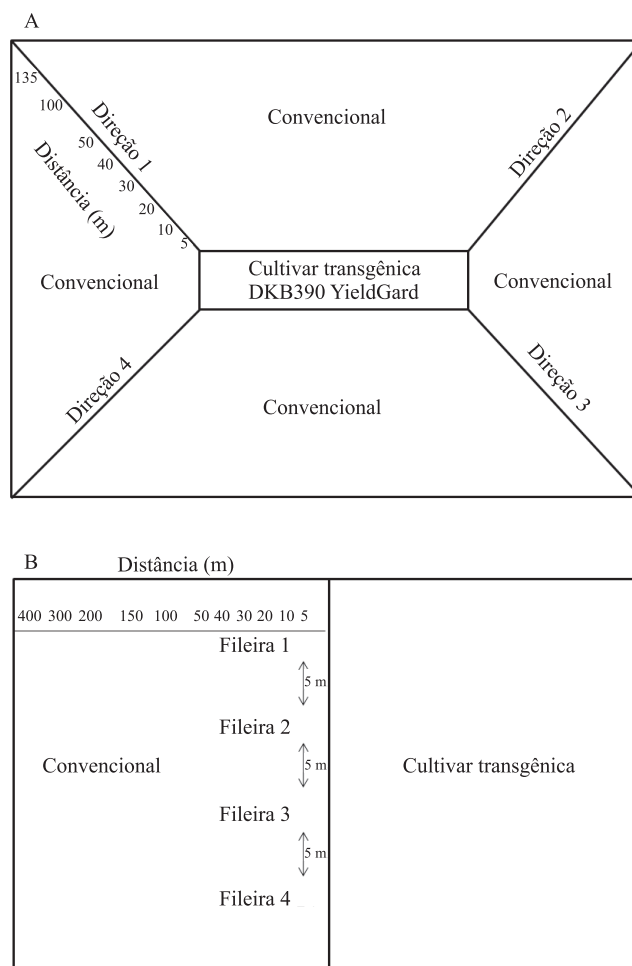 A
135
100
50
40
30
20
10
5
Direção 1
Distância (m)
Convencional
Direção 2
Convencional
Cultivar transgênica
DKB390 YieldGard
Convencional
Direção 4
Convencional
Direção 3
B
Distância (m)
400 300 200 150 100 50 40 30 20 10 5
Fileira 1
5 m
Fileira 2
Convencional
5 m
Cultivar transgênica
Fileira 3
5 m
Fileira 4